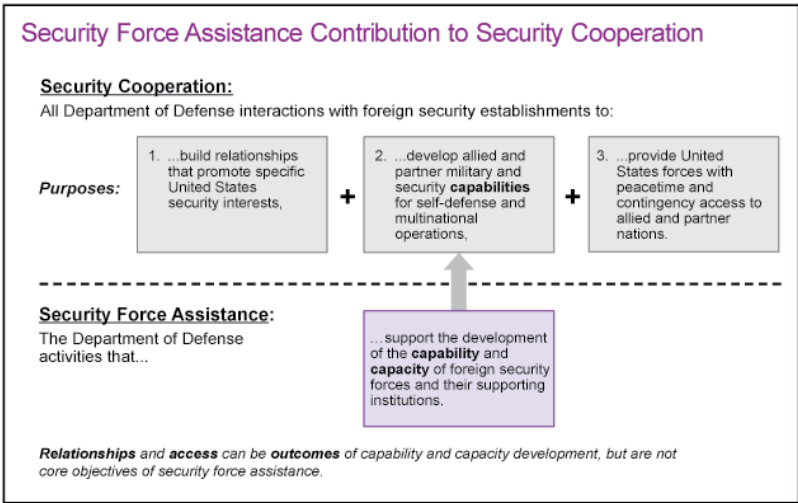 Security Force Assistance Contribution to Security Cooperation
Security Cooperation:
All Department of Defense interactions with foreign security establishments to:
Purposes:
1. ...build relationships
that promote specific
United States
security interests,
+
2. ...develop allied and
partner military and
security capabilities
for self-defense and
multinational
operations,
+
3. ...provide United
States forces with
peacetime and
contingency access to
allied and partner
nations.
Security Force Assistance:
The Department of Defense
activities that...
...support the development
of the capability and
capacity of foreign security
forces and their supporting
institutions.
Relationships and access can be outcomes of capability and capacity development, but are not
core objectives of security force assistance.